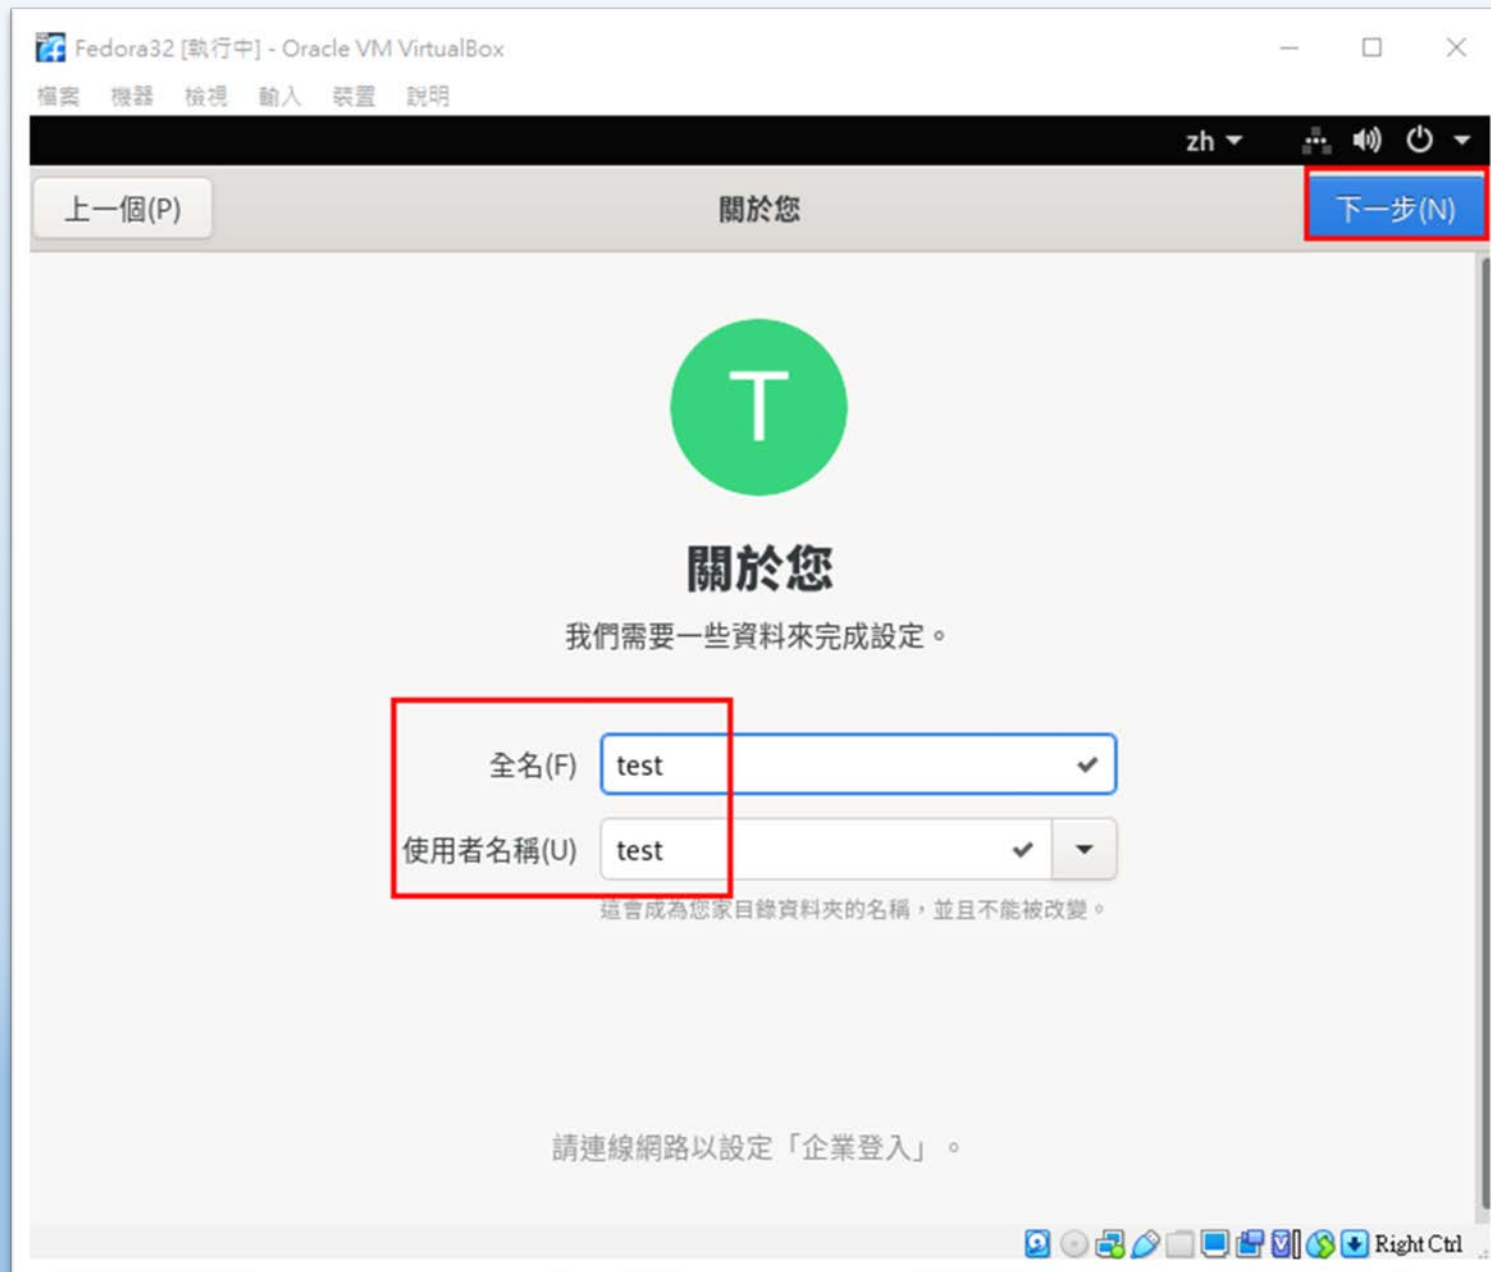 Fedora32 [執行中] - Oracle VM VirtualBox
檔案 機器 檢視 輸入 裝置 說明
zh
上一個(P) 關於您 下一步(N)
T
關於您
我們需要一些資料來完成設定。
全名(F) test
使用者名稱(U) test
這會成為您家目錄資料夾的名稱，並且不能被改變。
請連線網路以設定「企業登入」。
Right Ctrl